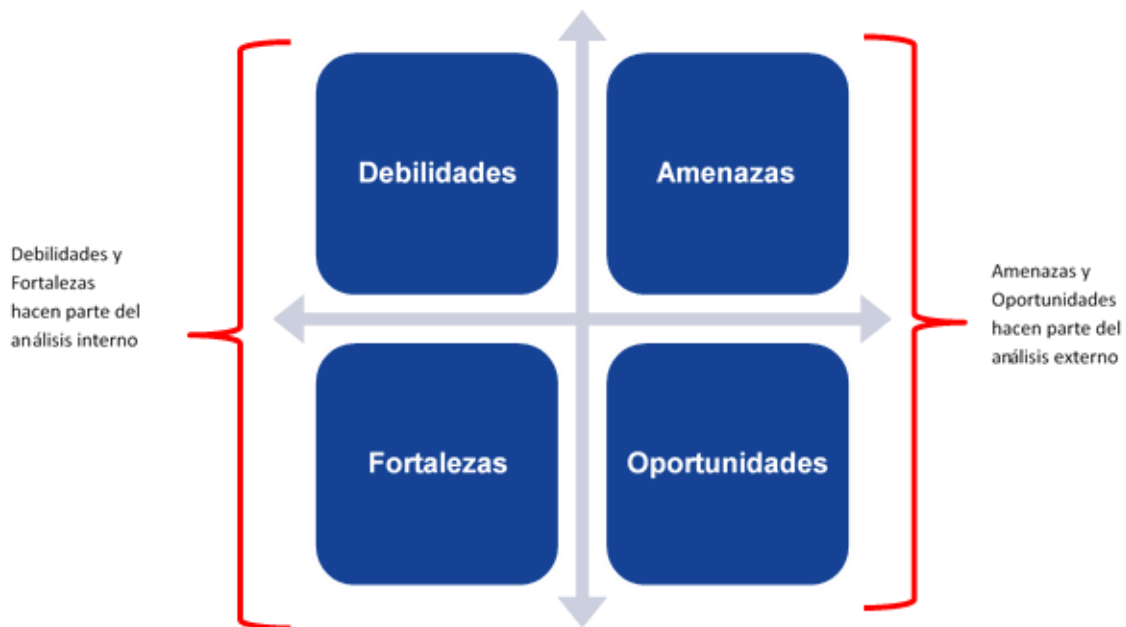 Debilidades
Amenazas
Debilidades y
Fortalezas
hacen parte del
análisis interno
Amenazas y
Oportunidades
hacen parte del
análisis externo
Fortalezas
Oportunidades